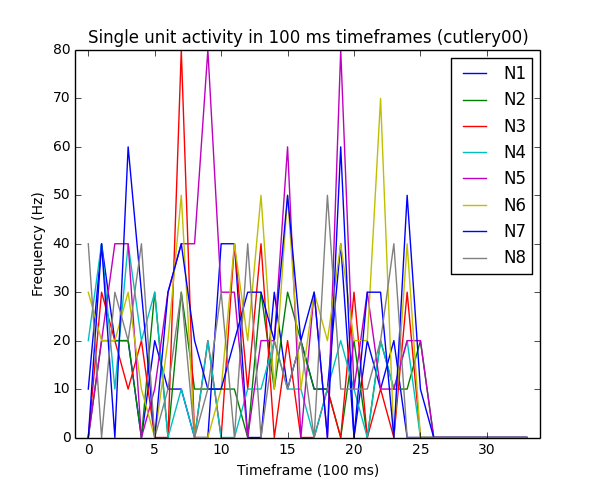 Single unit activity in 100 ms timeframes (cutlery00)
80
70
60
50
40
30
20
10
0
Frequency (Hz)
N1
N2
N3
N4
N5
N6
N7
N8
0 5 10 15 20 25 30
Timeframe (100 ms)